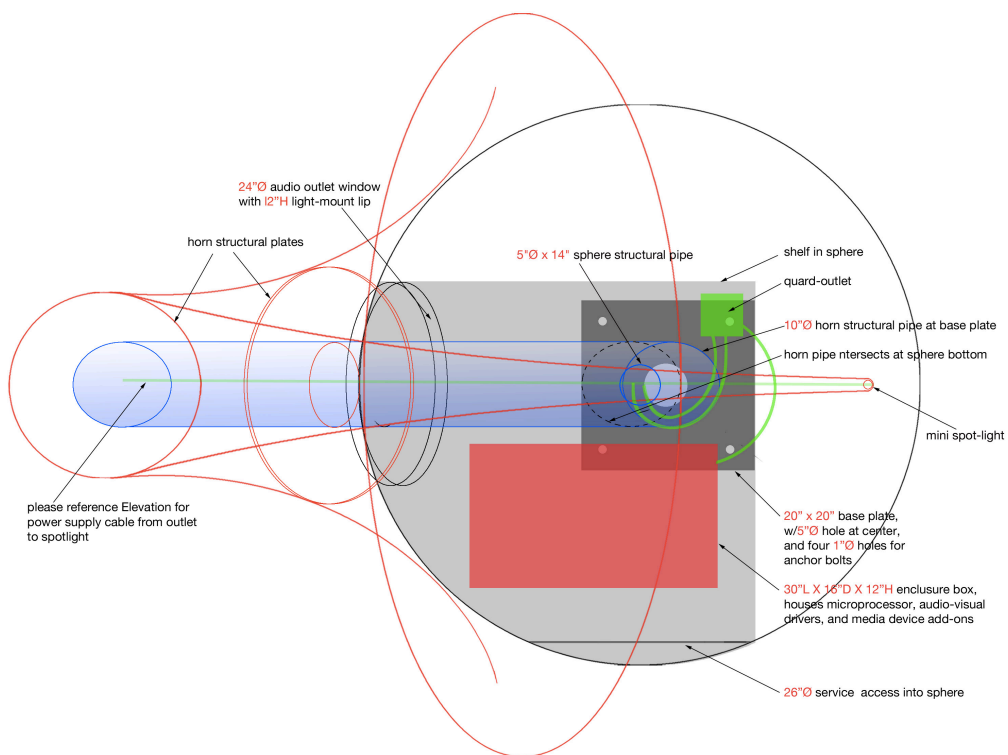 24"Ø audio outlet window
with I2"H light-mount lip
horn structural plates
5"Ø x 14" sphere structural pipe
shelf in sphere
quard-outlet
10"Ø horn structural pipe at base plate
horn pipe ntersects at sphere bottom
mini spot-light
please reference Elevation for
power supply cable from outlet
to spotlight
20" x 20" base plate,
w/5"Ø hole at center,
and four 1"Ø holes for
anchor bolts
30"L X 16"D X 12"H enclusure box,
houses microprocessor, audio-visual
drivers, and media device add-ons
26"Ø service access into sphere